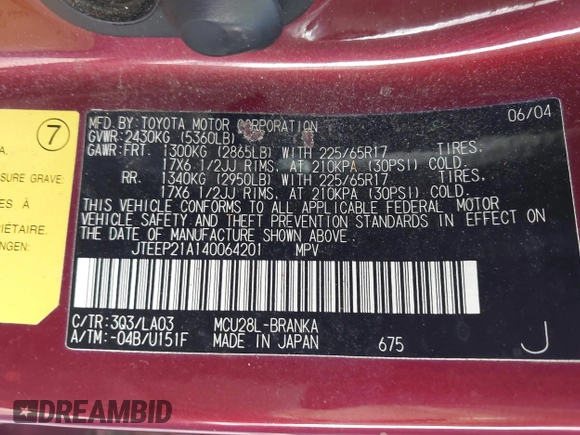 7
A.
SURE GRAVE.
ÈS À
IÉTAIRE.
NGAN.
MFD. BY: TOYOTA MOTOR CORPORATION 06/04
GVWR: 2430KG (5360LB)
GAWR: FRT. 1300KG (2865LB) WITH 225/65R17 TIRES,
17X6 1/2JJ RIMS, AT 210KPA (30PSI) COLD.
RR. 1340KG (2950LB) WITH 225/65R17 TIRES,
17X6 1/2JJ RIMS, AT 210KPA (30PSI) COLD.
THIS VEHICLE CONFORMS TO ALL APPLICABLE FEDERAL MOTOR
VEHICLE SAFETY AND THEFT PREVENTION STANDARDS IN EFFECT ON
THE DATE OF MANUFACTURE SHOWN ABOVE.
JTEEP21A140064201 MPV
C/TR: 3Q3/LA03 MCU28L-BRANKA
A/TM: -04B/U151F MADE IN JAPAN 675 J
DREAMBID